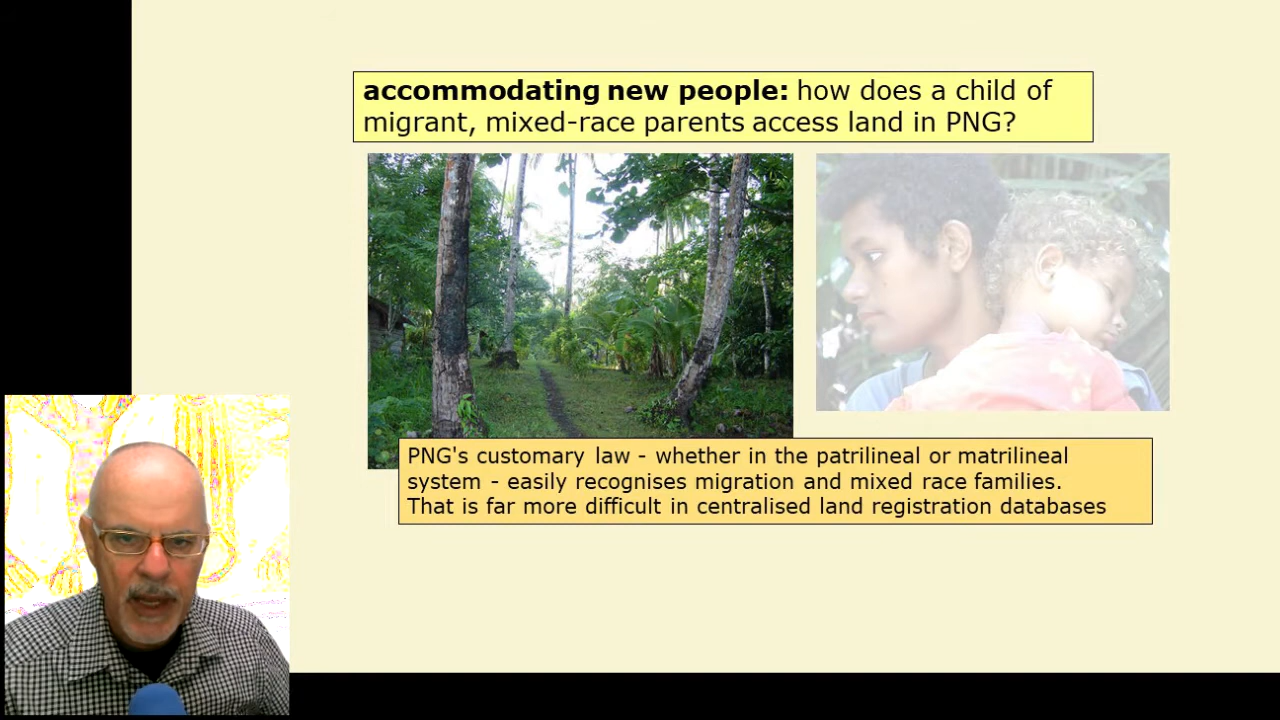 accommodating new people: how does a child of
migrant, mixed-race parents access land in PNG?
PNG's customary law - whether in the patrilineal or matrilineal
system - easily recognises migration and mixed race families.
That is far more difficult in centralised land registration databases